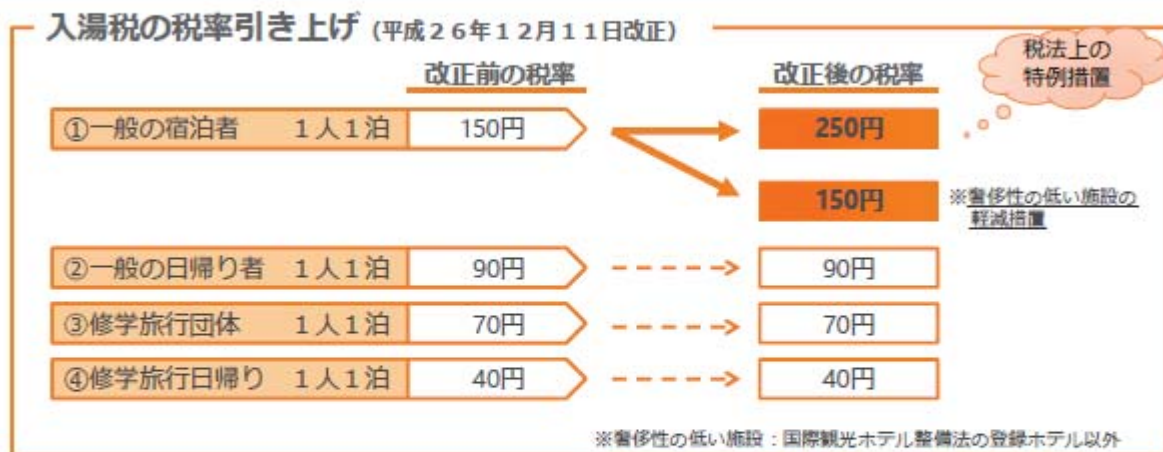 入湯税の税率引き上げ（平成２６年１２月１１日改正）
税法上の
特例措置
改正前の税率
改正後の税率
①一般の宿泊者 １人１泊 150円 250円
150円 ※奢侈性の低い施設の
軽減措置
②一般の日帰り者 １人１泊 90円 90円
③修学旅行団体 １人１泊 70円 70円
④修学旅行日帰り １人１泊 40円 40円
※奢侈性の低い施設：国際観光ホテル整備法の登録ホテル以外